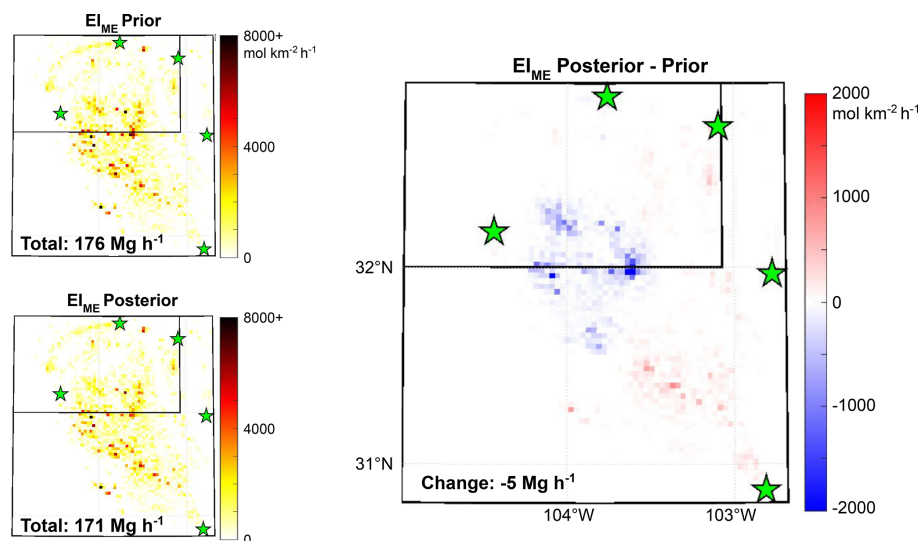 EI_ME Prior
8000+
mol km⁻² h⁻¹
4000
0
Total: 176 Mg h⁻¹
EI_ME Posterior
8000+
4000
0
Total: 171 Mg h⁻¹
EI_ME Posterior - Prior
2000
mol km⁻² h⁻¹
1000
0
-1000
-2000
32°N
31°N
104°W
103°W
Change: -5 Mg h⁻¹